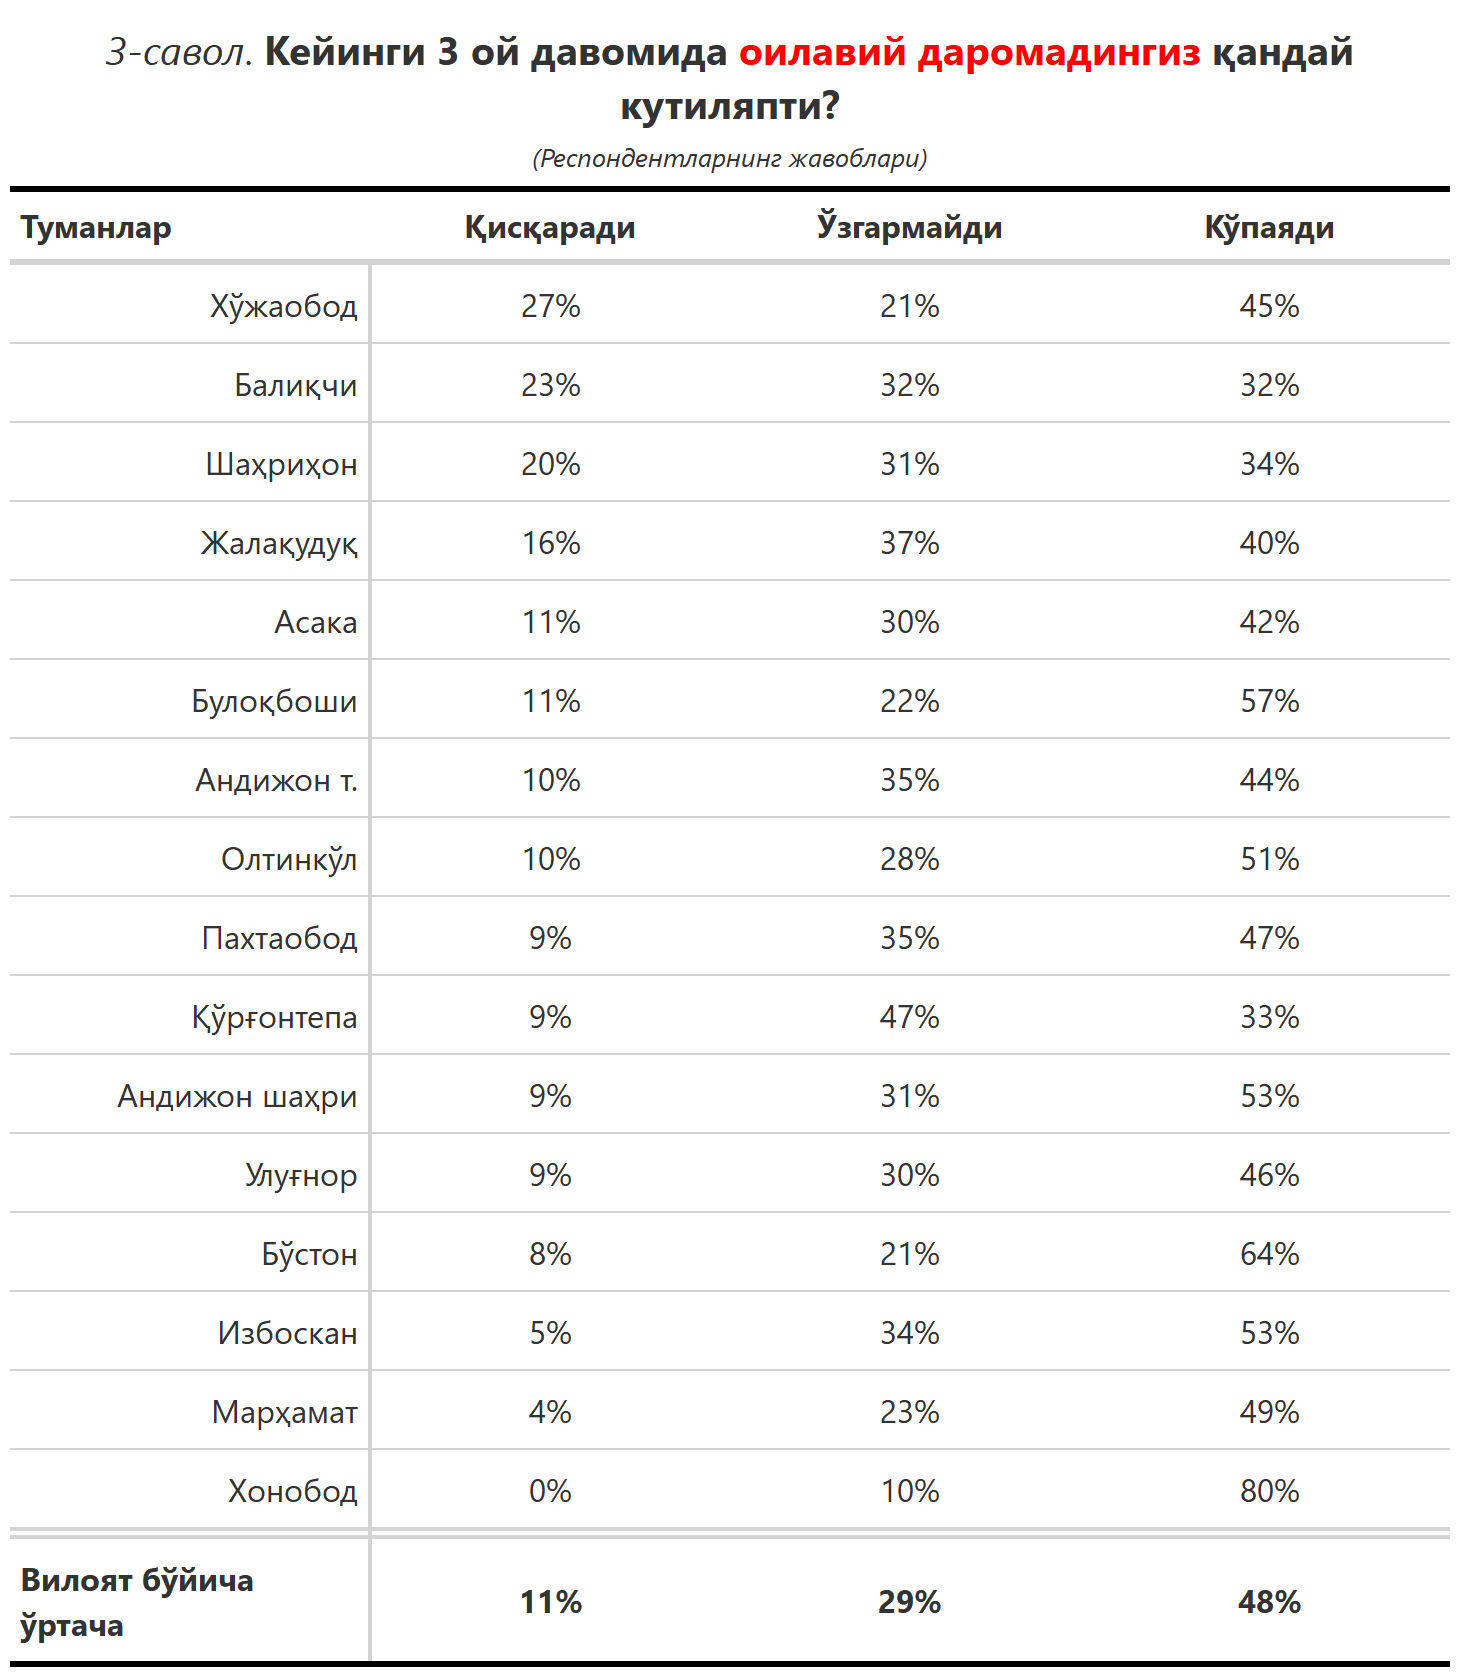 3-савол. Кейинги 3 ой давомида оилавий даромадингиз қандай
кутиляпти?
(Респондентларнинг жавоблари)
Туманлар Қисқаради Ўзгармайди Кўпаяди
Хўжаобод 27% 21% 45%
Балиқчи 23% 32% 32%
Шаҳриҳон 20% 31% 34%
Жалақудуқ 16% 37% 40%
Асака 11% 30% 42%
Булоқбоши 11% 22% 57%
Андижон т. 10% 35% 44%
Олтинкўл 10% 28% 51%
Пахтаобод 9% 35% 47%
Қўрғонтепа 9% 47% 33%
Андижон шаҳри 9% 31% 53%
Улуғнор 9% 30% 46%
Бўстон 8% 21% 64%
Избоскан 5% 34% 53%
Марҳамат 4% 23% 49%
Хонобод 0% 10% 80%
Вилоят бўйича
ўртача 11% 29% 48%